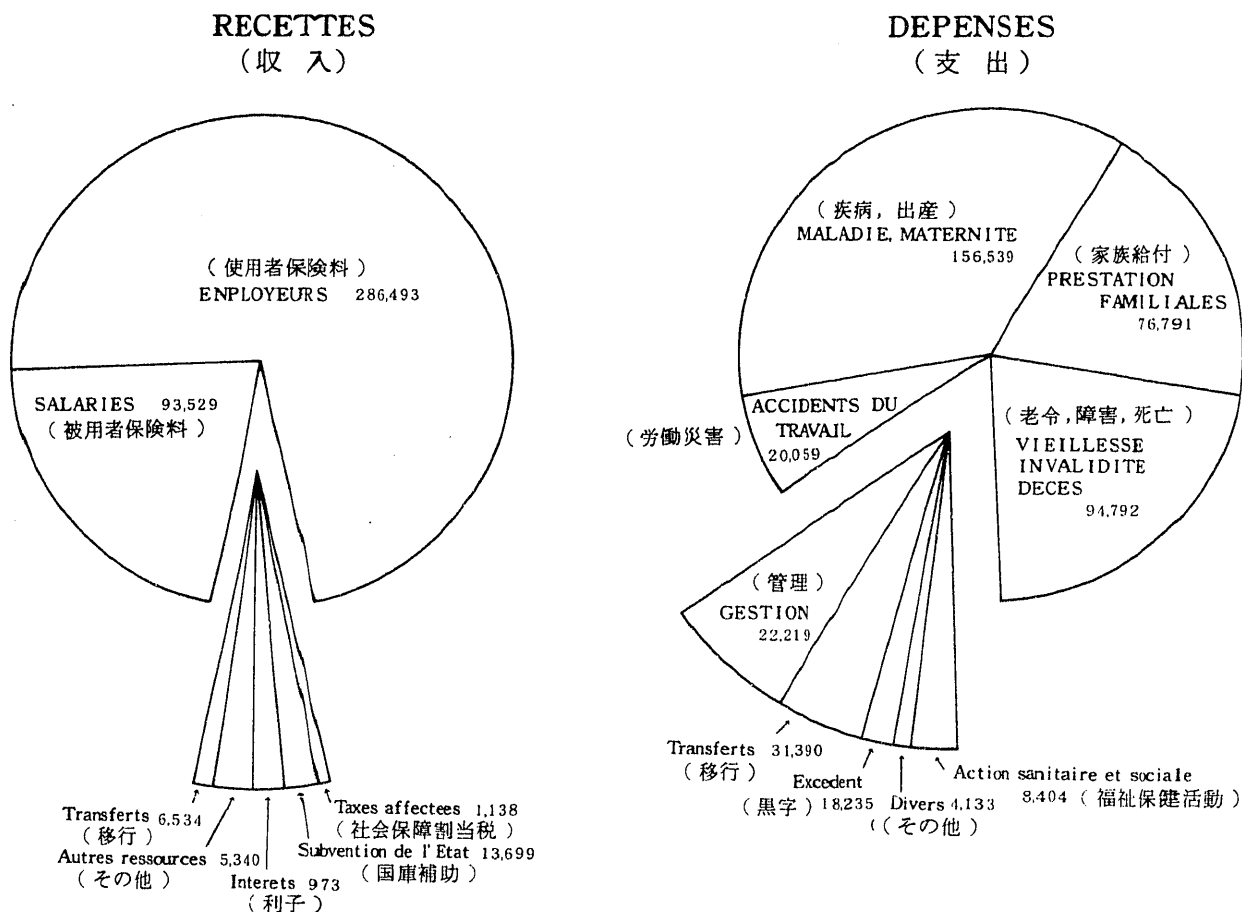 RECETTES
(収 入)
(使用者保険料)
ENPLOYEURS 286,493
SALARIES 93,529
(被用者保険料)
Transferts 6,534
(移行)
Autres ressources 5,340
(その他)
Interets 973
(利子)
Taxes affectees 1,138
(社会保障割当税)
Subvention de l'Etat 13,699
(国庫補助)
DEPENSES
(支 出)
(疾病,出産)
MALADIE, MATERNITE
156,539
(家族給付)
PRESTATION
FAMILIALES
76,791
ACCIDENTS DU
TRAVAIL
20,059
(労働災害)
(老令,障害,死亡)
VIEILLESSE
INVALIDITE
DECES
94,792
(管理)
GESTION
22,219
Transferts 31,390
(移行)
Excedent
(黒字) 18,235
Divers 4,133
((その他)
Action sanitaire et sociale
8,404 (福祉保健活動)